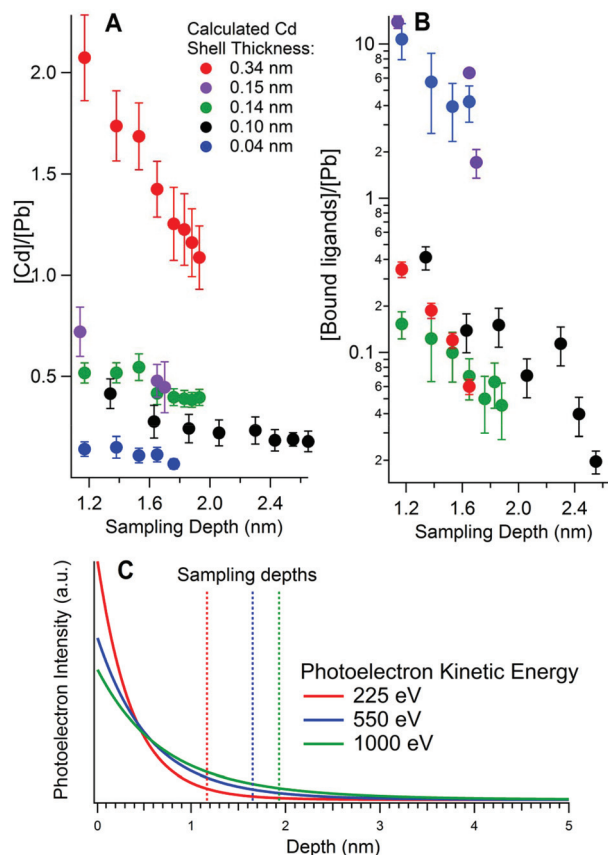 A
Calculated Cd
Shell Thickness:
0.34 nm
0.15 nm
0.14 nm
0.10 nm
0.04 nm
[Cd]/[Pb]
2.0
1.5
1.0
0.5
1.2
1.6
2.0
2.4
Sampling Depth (nm)
B
[Bound ligands]/[Pb]
10
8
6
4
2
1
8
6
4
2
0.1
8
6
4
2
1.2
1.6
2.0
2.4
Sampling Depth (nm)
C
Sampling depths
Photoelectron Intensity (a.u.)
Photoelectron Kinetic Energy
225 eV
550 eV
1000 eV
0
1
2
3
4
5
Depth (nm)